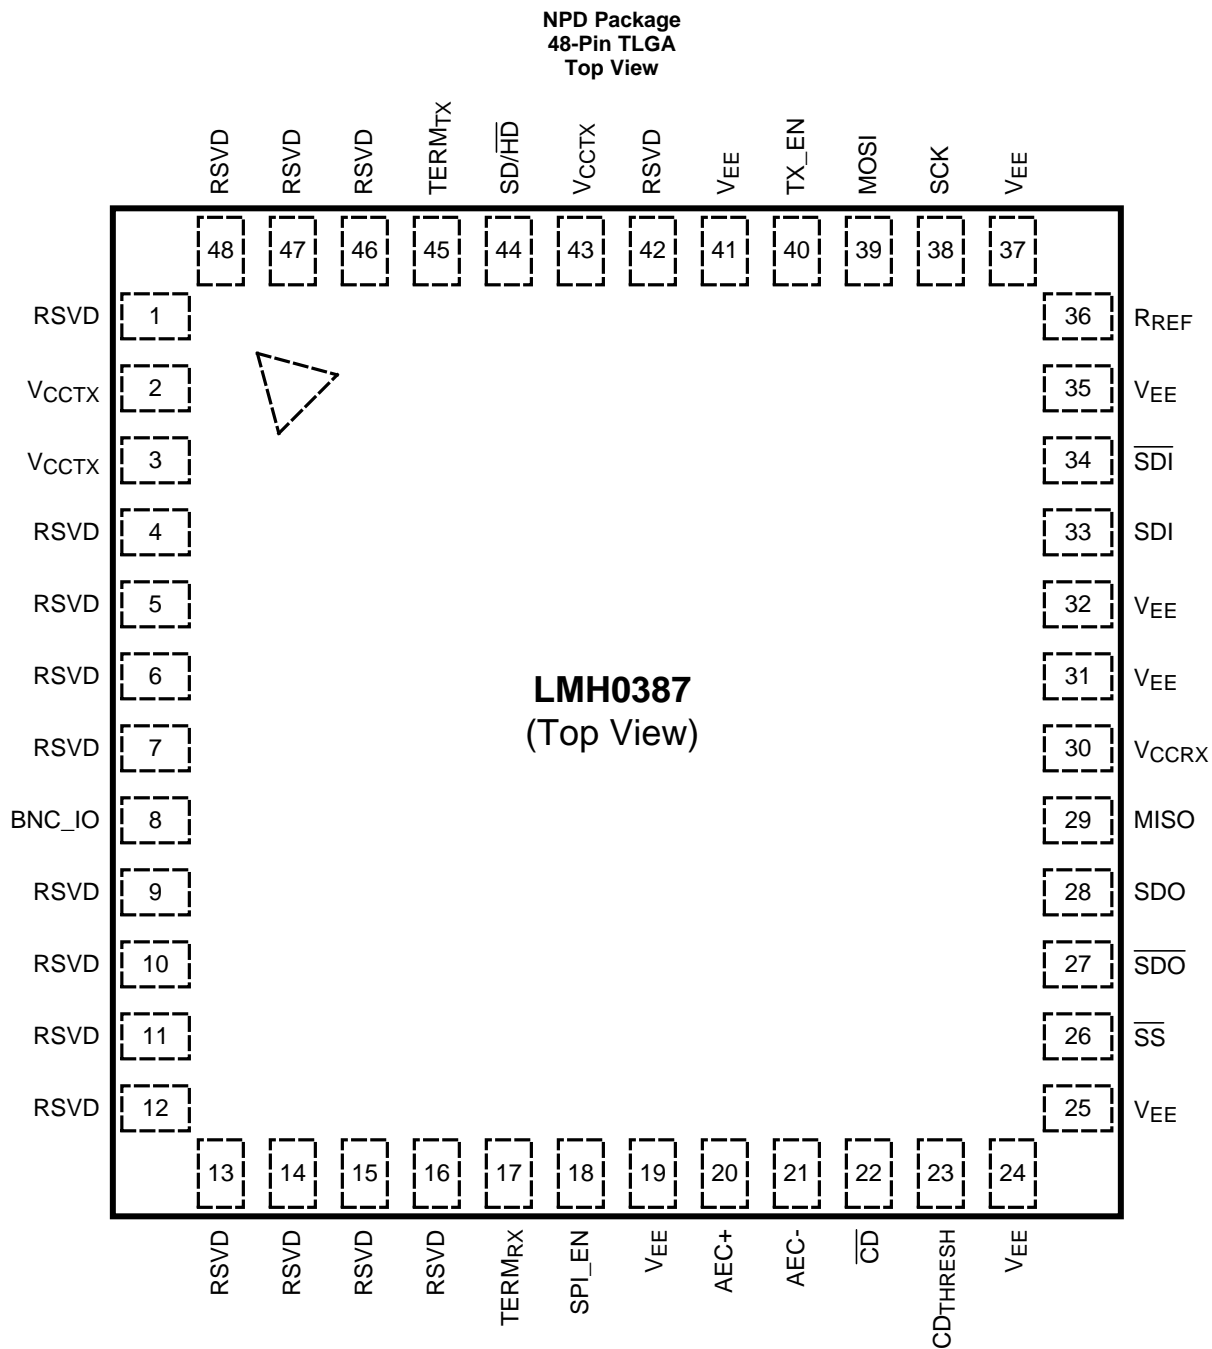 NPD Package
48-Pin TLGA
Top View
RSVD
RSVD
RSVD
TERMTX
SD/H̅D̅
VCCTX
RSVD
VEE
TX_EN
MOSI
SCK
VEE
48 47 46 45 44 43 42 41 40 39 38 37
RSVD 1
VCCTX 2
VCCTX 3
RSVD 4
RSVD 5
RSVD 6
RSVD 7
BNC_IO 8
RSVD 9
RSVD 10
RSVD 11
RSVD 12
LMH0387
(Top View)
36 RREF
35 VEE
34 S̅D̅I̅
33 SDI
32 VEE
31 VEE
30 VCCRX
29 MISO
28 SDO
27 S̅D̅O̅
26 S̅S̅
25 VEE
13 14 15 16 17 18 19 20 21 22 23 24
RSVD
RSVD
RSVD
RSVD
TERMRX
SPI_EN
VEE
AEC+
AEC-
C̅D̅
CDTHRESH
VEE